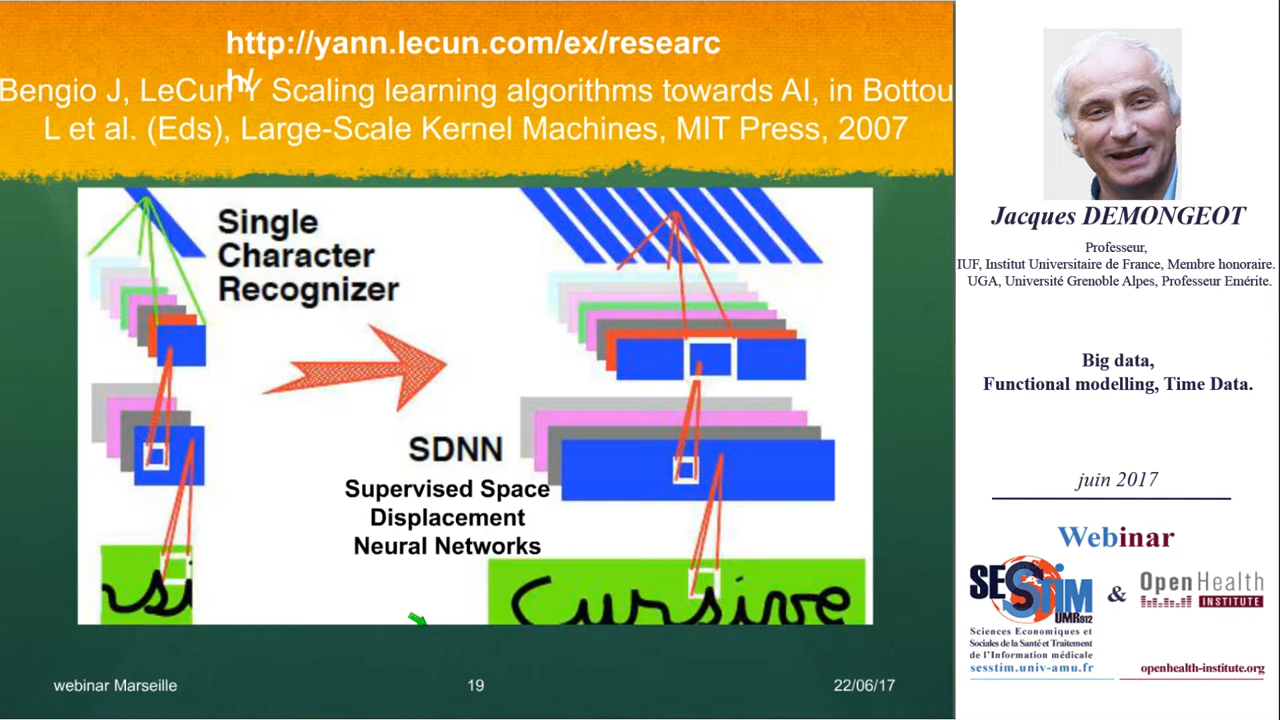 http://yann.lecun.com/ex/researc
h/
Bengio J, LeCun Y Scaling learning algorithms towards AI, in Bottou
L et al. (Eds), Large-Scale Kernel Machines, MIT Press, 2007
Single
Character
Recognizer
SDNN
Supervised Space
Displacement
Neural Networks
rsi
Cursive
webinar Marseille
19
22/06/17
Jacques DEMONGEOT
Professeur,
IUF, Institut Universitaire de France, Membre honoraire.
UGA, Université Grenoble Alpes, Professeur Emérite.
Big data,
Functional modelling, Time Data.
juin 2017
Webinar
SESSTIM
UMR912
&
OpenHealth
INSTITUTE
Sciences Economiques et
Sociales de la Santé et Traitement
de l'Information médicale
sesstim.univ-amu.fr
openhealth-institute.org